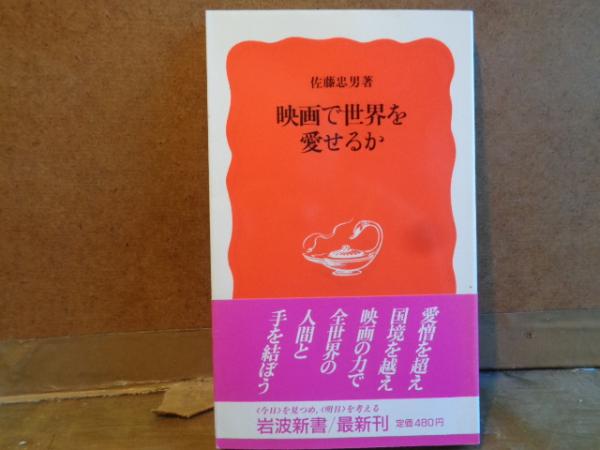 佐藤忠男著
映画で世界を
愛せるか
愛憎を超え
国境を越え
映画の力で
全世界の
人間と
手を結ぼう
〈今日〉を見つめ,〈明日〉を考える
岩波新書/最新刊
定価480円